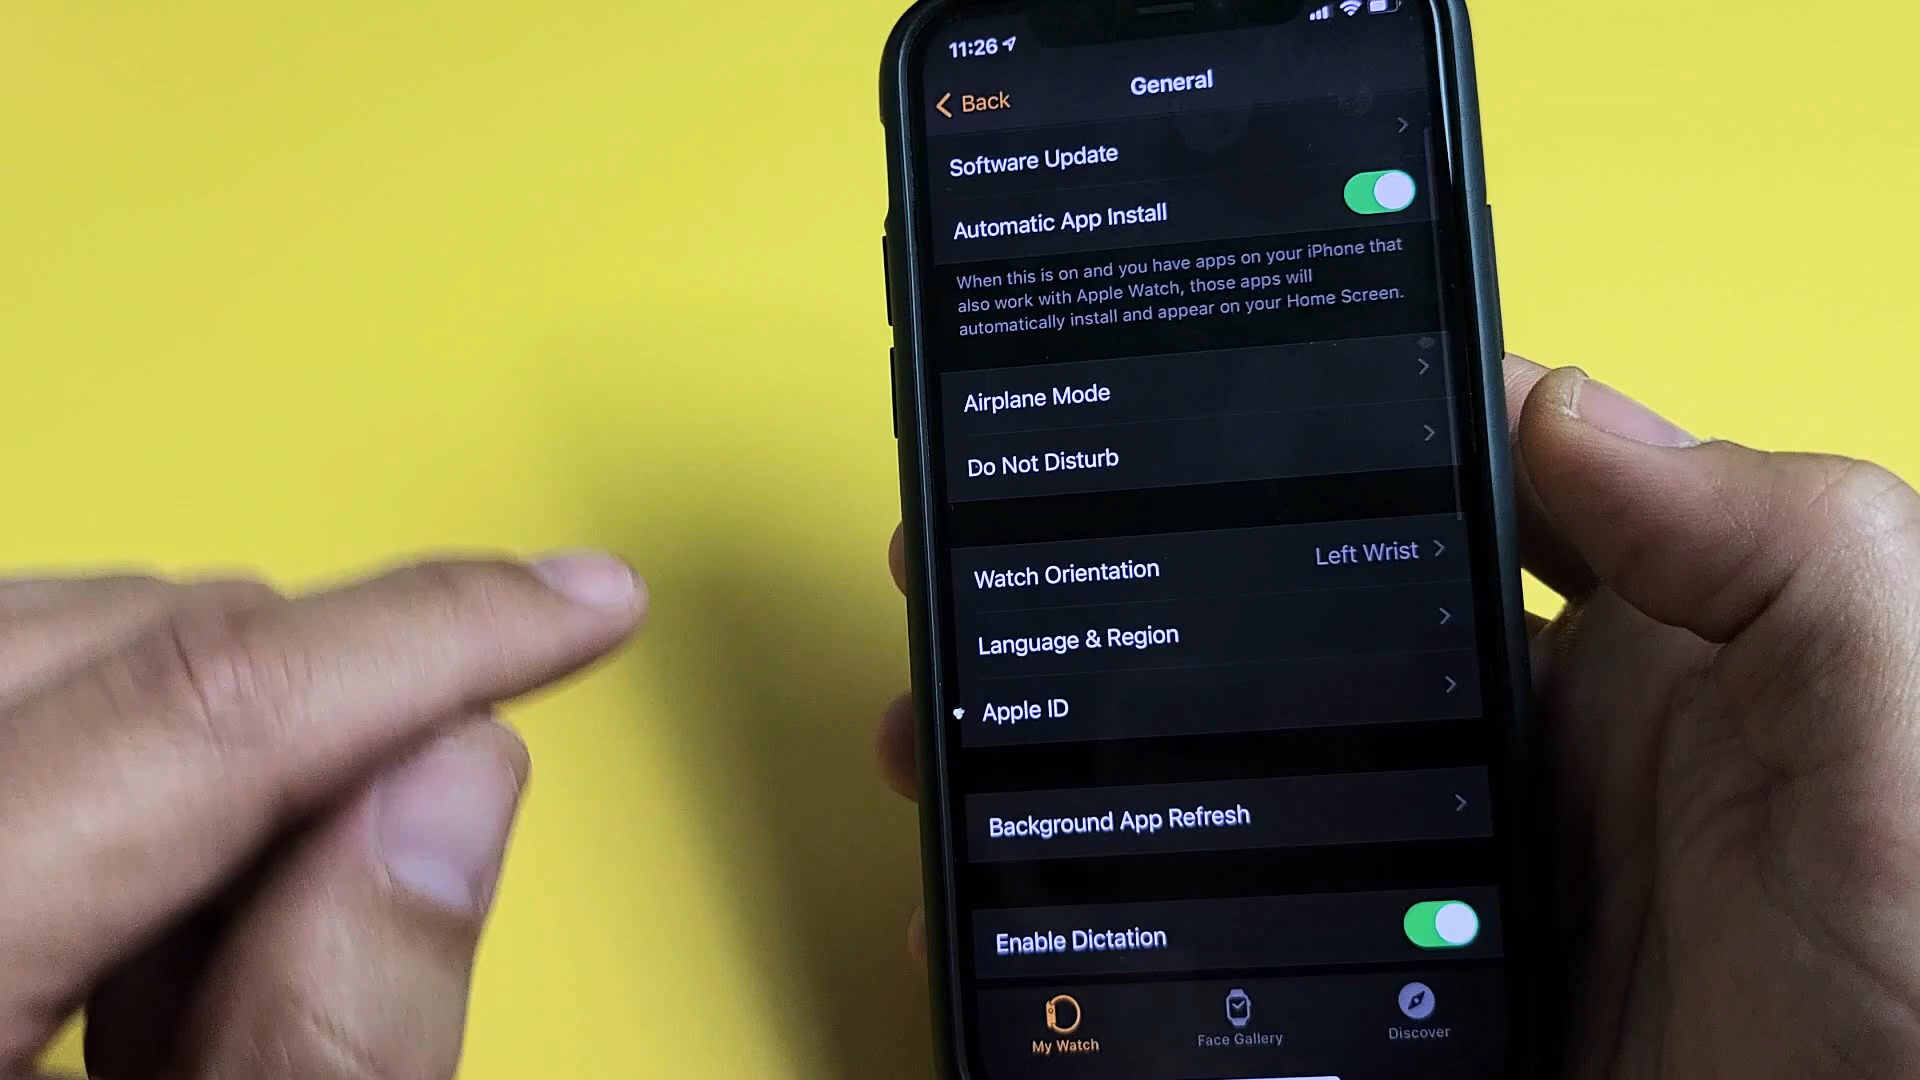 11:26
Back
General
Software Update
Automatic App Install
When this is on and you have apps on your iPhone that
also work with Apple Watch, those apps will
automatically install and appear on your Home Screen.
Airplane Mode
Do Not Disturb
Watch Orientation Left Wrist
Language & Region
Apple ID
Background App Refresh
Enable Dictation
My Watch
Face Gallery
Discover